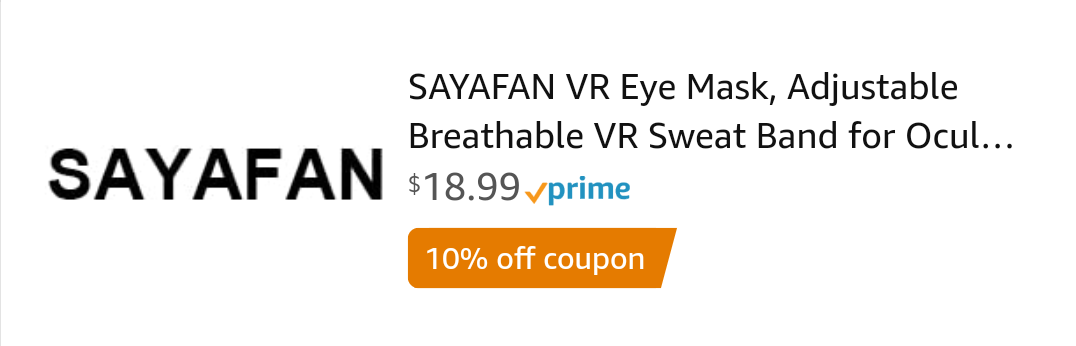 SAYAFAN
SAYAFAN VR Eye Mask, Adjustable
Breathable VR Sweat Band for Ocul...
$18.99 prime
10% off coupon